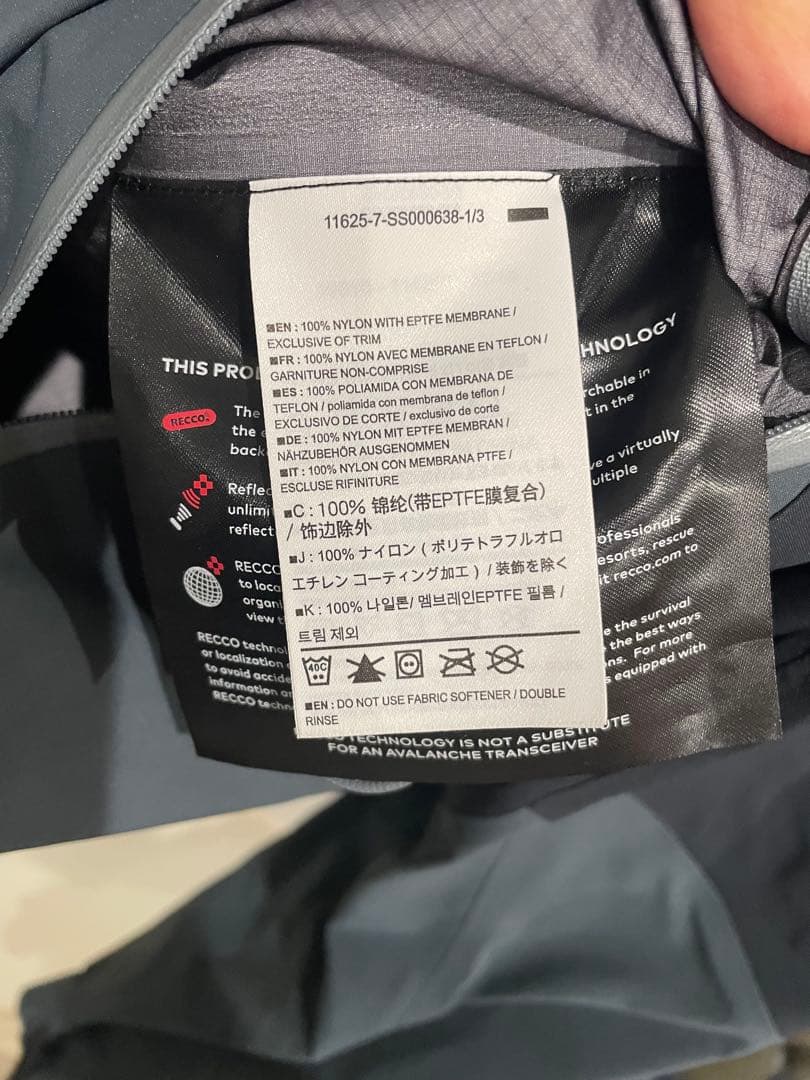 11625-7-SS000638-1/3
EN : 100% NYLON WITH EPTFE MEMBRANE /
EXCLUSIVE OF TRIM
FR : 100% NYLON AVEC MEMBRANE EN TEFLON /
GARNITURE NON-COMPRISE
ES : 100% POLIAMIDA CON MEMBRANA DE
TEFLON / poliamida con membrana de teflon /
EXCLUSIVO DE CORTE / exclusivo de corte
DE : 100% NYLON MIT EPTFE MEMBRAN /
NÄHZUBEHÖR AUSGENOMMEN
IT : 100% NYLON CON MEMBRANA PTFE /
ESCLUSE RIFINITURE
C : 100% 锦纶(带EPTFE膜复合)
/ 饰边除外
J : 100% ナイロン ( ポリテトラフルオロ
エチレン コーティング加工 ) / 装飾を除く
K : 100% 나일론/ 멤브레인EPTFE 필름 /
트림 제외
40C
EN : DO NOT USE FABRIC SOFTENER / DOUBLE
RINSE
THIS
RECCO
The
the
Refle
unlimi
reflect
RECCO
to loca
organi
view
RECCO techno
or localization
to avoid accide
information
RECCO techn
HNOLOGY
rchable in
t in the
ve a virtually
ultiple
ofessionals
esorts, rescue
it recco.com to
e the survival
the best ways
ns. For more
s equipped with
TECHNOLOGY IS NOT A SUBSTITUTE
FOR AN AVALANCHE TRANSCEIVER